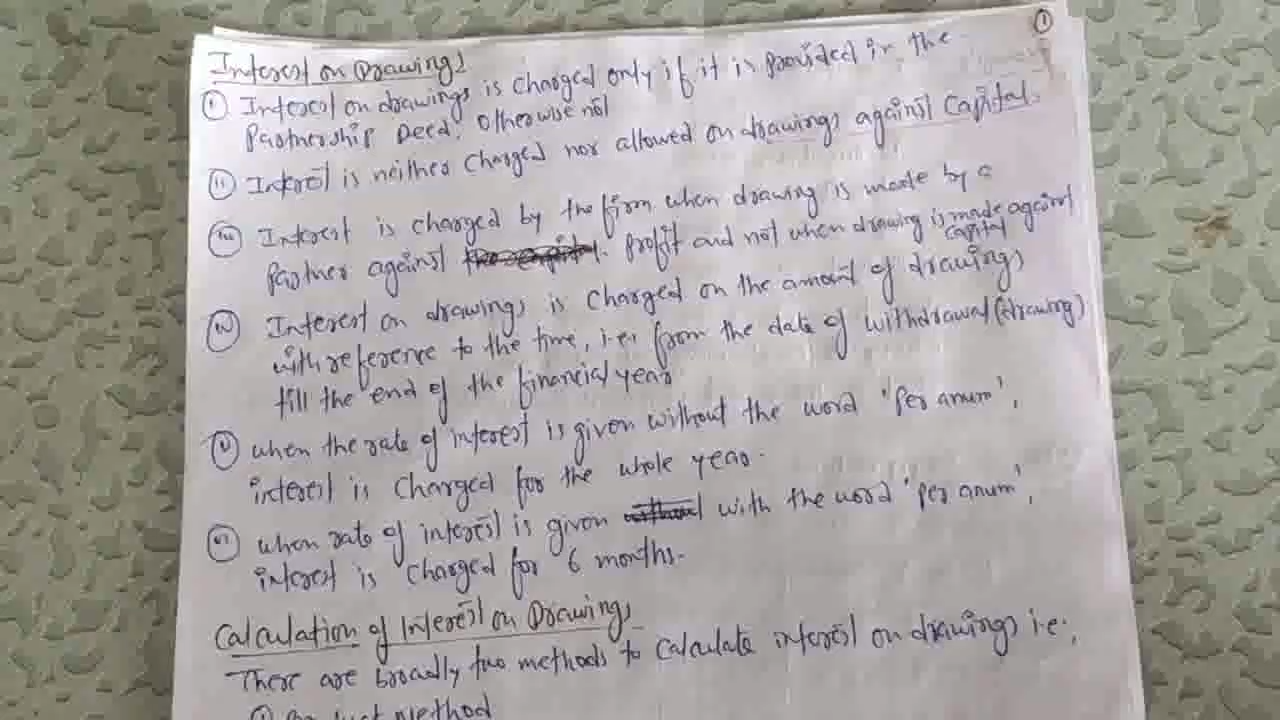 ①
Interest on Drawings
(i) Interest on drawings is charged only if it is provided in the
Partnership Deed. Otherwise not
(ii) Interest is neither charged nor allowed on drawings against Capital.
(iii) Interest is charged by the firm when drawing is made by a
Partner against profit and not when drawing is made against
capital
(iv) Interest on drawings is charged on the amount of drawings
with reference to the time, i.e. from the date of withdrawal (drawing)
till the end of the financial year
(v) when the rate of interest is given without the word 'Per anum',
interest is charged for the whole year.
(vi) when rate of interest is given with the word 'per anum',
interest is charged for 6 months.
Calculation of Interest on Drawings
There are broadly two methods to calculate interest on drawings i.e.,
method